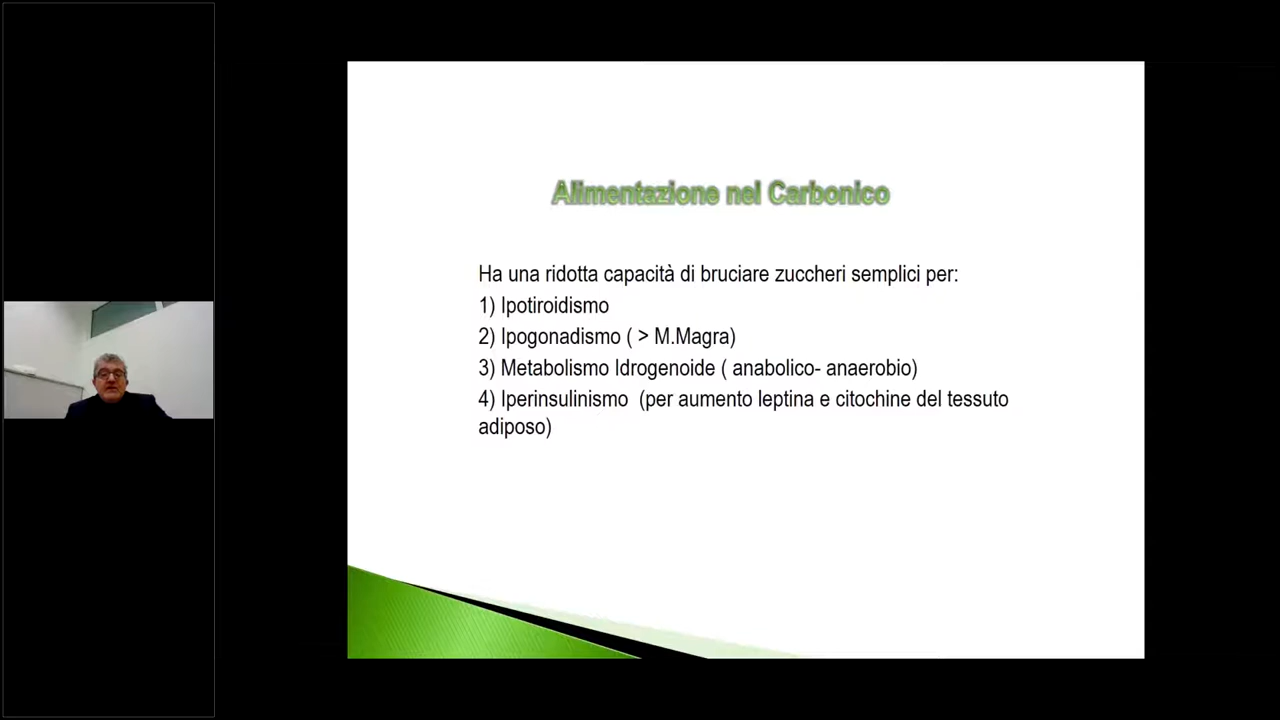 Alimentazione nel Carbonico
Ha una ridotta capacità di bruciare zuccheri semplici per:
1) Ipotiroidismo
2) Ipogonadismo ( > M.Magra)
3) Metabolismo Idrogenoide ( anabolico- anaerobio)
4) Iperinsulinismo  (per aumento leptina e citochine del tessuto
adiposo)